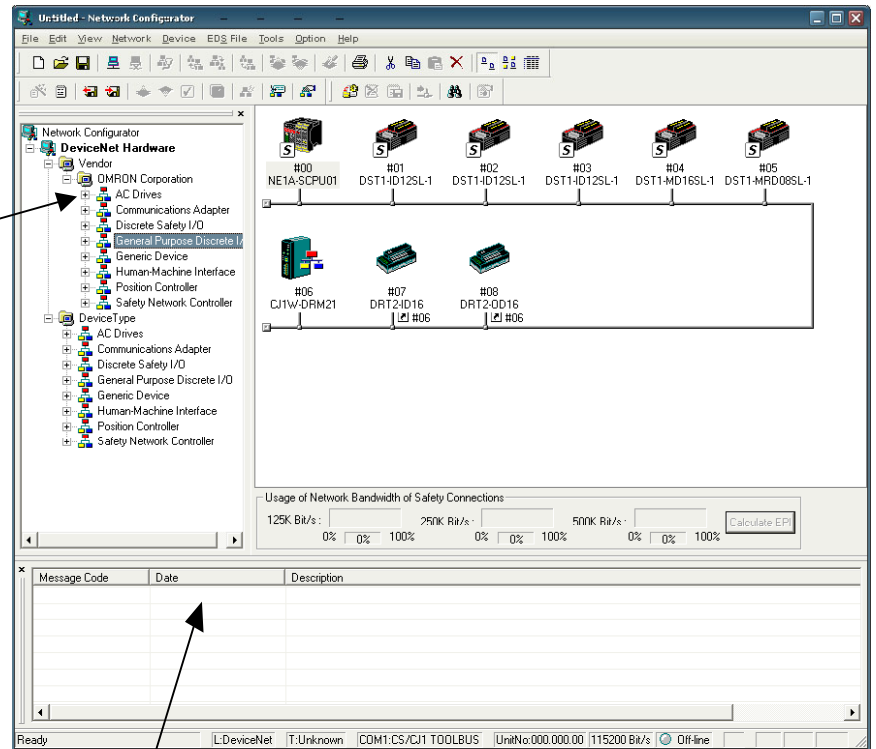 Untitled - Network Configurator
File Edit View Network Device EDS File Tools Option Help
Network Configurator
DeviceNet Hardware
Vendor
OMRON Corporation
AC Drives
Communications Adapter
Discrete Safety I/O
General Purpose Discrete I/
Generic Device
Human-Machine Interface
Position Controller
Safety Network Controller
DeviceType
AC Drives
Communications Adapter
Discrete Safety I/O
General Purpose Discrete I/O
Generic Device
Human-Machine Interface
Position Controller
Safety Network Controller
S S S S S S
#00 #01 #02 #03 #04 #05
NE1A-SCPU01 DST1-ID12SL-1 DST1-ID12SL-1 DST1-ID12SL-1 DST1-MD16SL-1 DST1-MRD08SL-1
#06 #07 #08
CJ1W-DRM21 DRT2-ID16 DRT2-OD16
#06 #06
Usage of Network Bandwidth of Safety Connections
125K Bit/s : 250K Bit/s : 500K Bit/s : Calculate EPI
0% 0% 100% 0% 0% 100% 0% 0% 100%
Message Code Date Description
Ready L:DeviceNet T:Unknown COM1:CS/CJ1 TOOLBUS UnitNo:000.000.00 115200 Bit/s Off-line